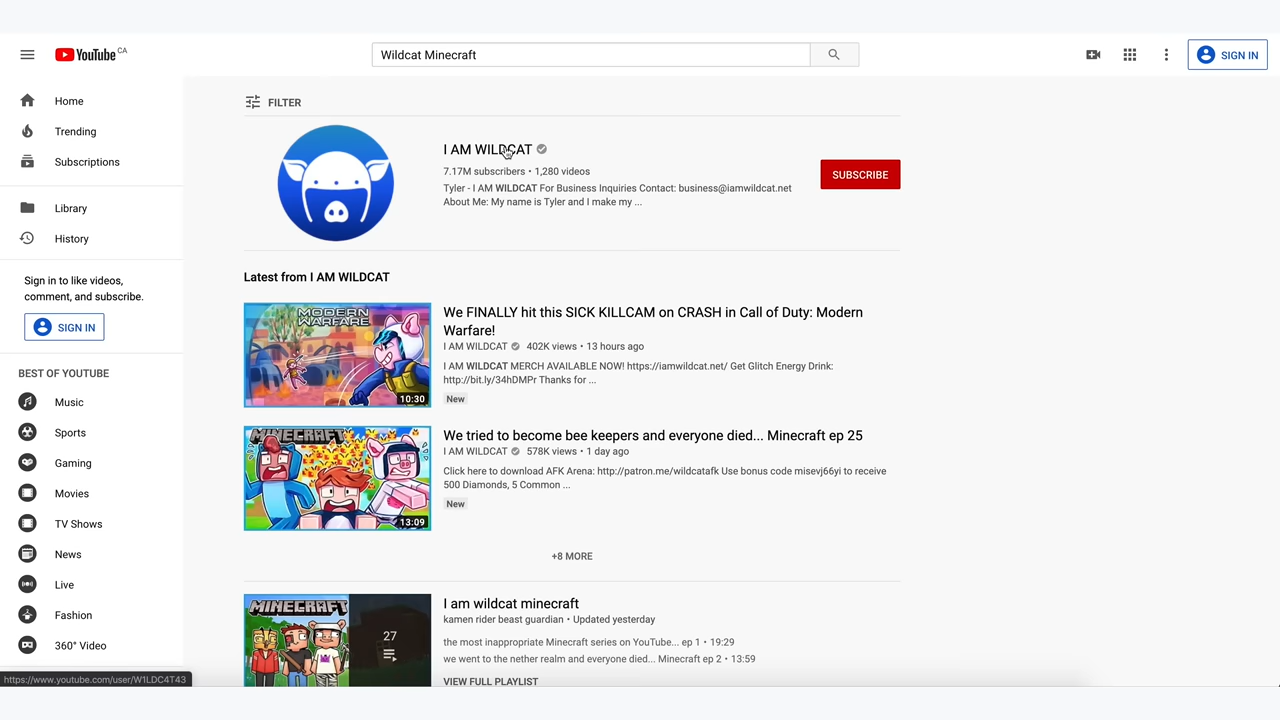 YouTube CA
Wildcat Minecraft
SIGN IN
Home
Trending
Subscriptions
Library
History
Sign in to like videos,
comment, and subscribe.
SIGN IN
BEST OF YOUTUBE
Music
Sports
Gaming
Movies
TV Shows
News
Live
Fashion
360° Video
https://www.youtube.com/user/W1LDC4T43
FILTER
I AM WILDCAT
7.17M subscribers • 1,280 videos
Tyler - I AM WILDCAT For Business Inquiries Contact: business@iamwildcat.net
About Me: My name is Tyler and I make my ...
SUBSCRIBE
Latest from I AM WILDCAT
MODERN
WARFARE
10:30
We FINALLY hit this SICK KILLCAM on CRASH in Call of Duty: Modern
Warfare!
I AM WILDCAT 402K views • 13 hours ago
I AM WILDCAT MERCH AVAILABLE NOW! https://iamwildcat.net/ Get Glitch Energy Drink:
http://bit.ly/34hDMPr Thanks for ...
New
MINECRAFT
13:09
We tried to become bee keepers and everyone died... Minecraft ep 25
I AM WILDCAT 578K views • 1 day ago
Click here to download AFK Arena: http://patron.me/wildcatafk Use bonus code misevj66yi to receive
500 Diamonds, 5 Common ...
New
+8 MORE
MINECRAFT
27
I am wildcat minecraft
kamen rider beast guardian • Updated yesterday
the most inappropriate Minecraft series on YouTube... ep 1 • 19:29
we went to the nether realm and everyone died... Minecraft ep 2 • 13:59
VIEW FULL PLAYLIST